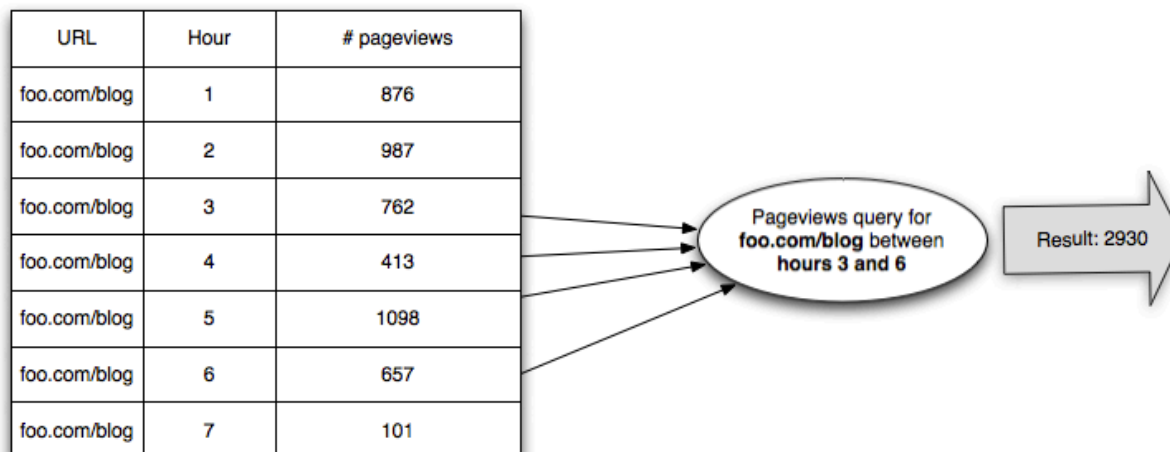 URL Hour # pageviews
foo.com/blog 1 876
foo.com/blog 2 987
foo.com/blog 3 762
foo.com/blog 4 413
foo.com/blog 5 1098
foo.com/blog 6 657
foo.com/blog 7 101
Pageviews query for
foo.com/blog between
hours 3 and 6
Result: 2930